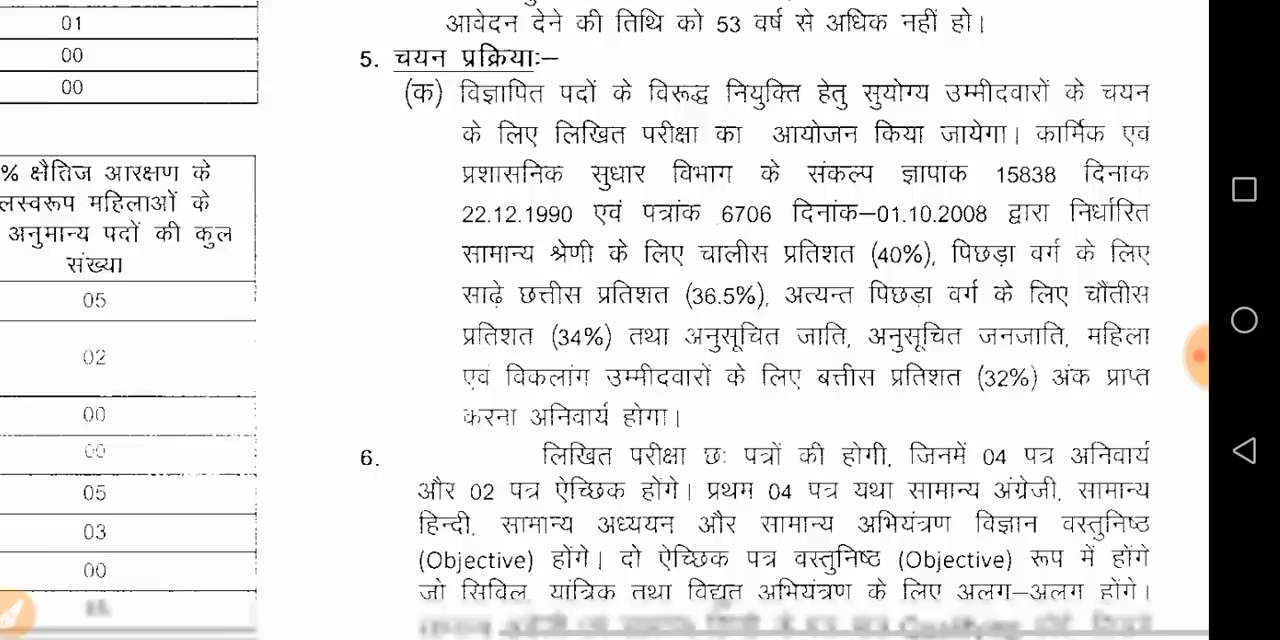 01
00
00
% क्षैतिज आरक्षण के
लस्वरूप महिलाओं के
अनुमान्य पदों की कुल
संख्या
05
02
00
00
05
03
00
आवेदन देने की तिथि को 53 वर्ष से अधिक नहीं हो।
5. चयन प्रक्रियाः–
(क) विज्ञापित पदों के विरूद्ध नियुक्ति हेतु सुयोग्य उम्मीदवारों के चयन
के लिए लिखित परीक्षा का आयोजन किया जायेगा। कार्मिक एवं
प्रशासनिक सुधार विभाग के संकल्प ज्ञापांक 15838 दिनांक
22.12.1990 एवं पत्रांक 6706 दिनांक–01.10.2008 द्वारा निर्धारित
सामान्य श्रेणी के लिए चालीस प्रतिशत (40%), पिछड़ा वर्ग के लिए
साढ़े छत्तीस प्रतिशत (36.5%), अत्यन्त पिछड़ा वर्ग के लिए चौंतीस
प्रतिशत (34%) तथा अनुसूचित जाति, अनुसूचित जनजाति, महिला
एवं विकलांग उम्मीदवारों के लिए बत्तीस प्रतिशत (32%) अंक प्राप्त
करना अनिवार्य होगा।
6. लिखित परीक्षा छः पत्रों की होगी, जिनमें 04 पत्र अनिवार्य
और 02 पत्र ऐच्छिक होंगे। प्रथम 04 पत्र यथा सामान्य अंग्रेजी, सामान्य
हिन्दी, सामान्य अध्ययन और सामान्य अभियंत्रण विज्ञान वस्तुनिष्ठ
(Objective) होंगे। दो ऐच्छिक पत्र वस्तुनिष्ठ (Objective) रूप में होंगे
जो सिविल यांत्रिक तथा विद्युत अभियंत्रण के लिए अलग–अलग होंगे।